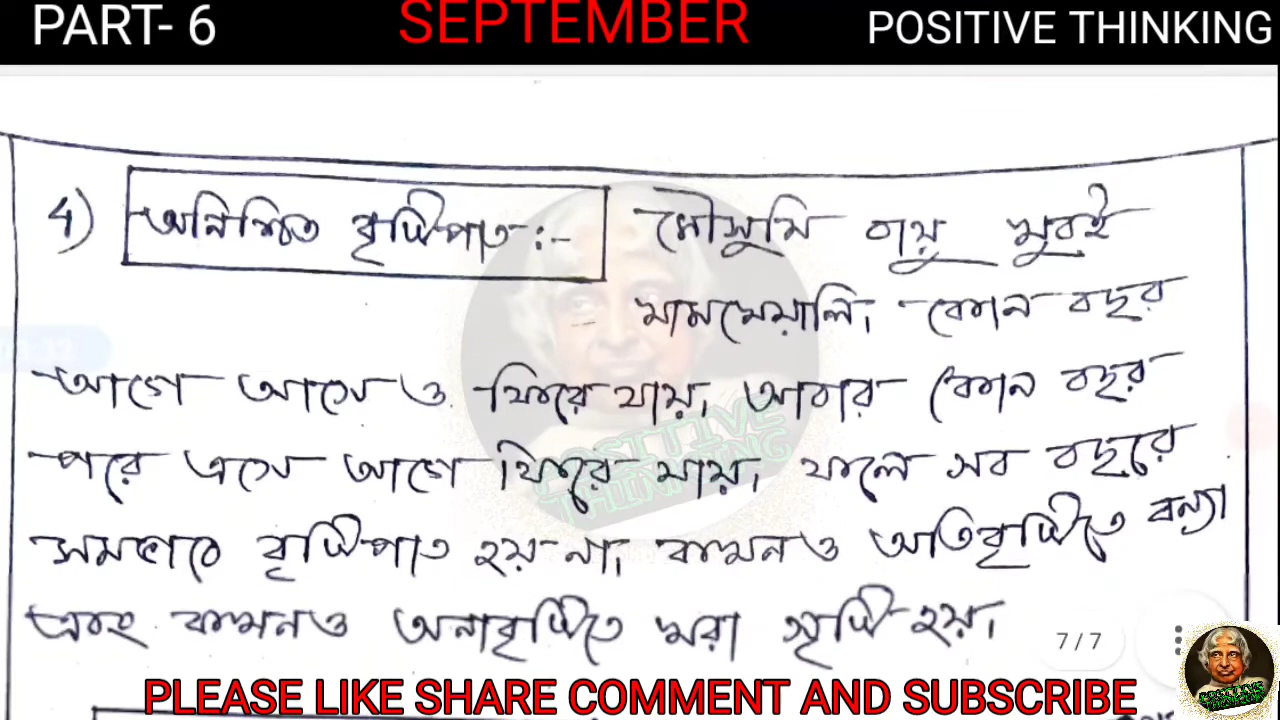 PART- 6 SEPTEMBER POSITIVE THINKING
4) অনিশ্চিত বৃষ্টিপাত :- মৌসুমি বায়ু খুবই
খামখেয়ালি। কোন বছর
আগে আসে ও ফিরে যায়, আবার কোন বছর
পরে এসে আগে ফিরে যায়, ফলে সব বছরে
সমভাবে বৃষ্টিপাত হয় না, কখনও অতিবৃষ্টিতে বন্যা
এবং কখনও অনাবৃষ্টিতে খরা সৃষ্টি হয়।
7/7
POSITIVE
THINKING
PLEASE LIKE SHARE COMMENT AND SUBSCRIBE